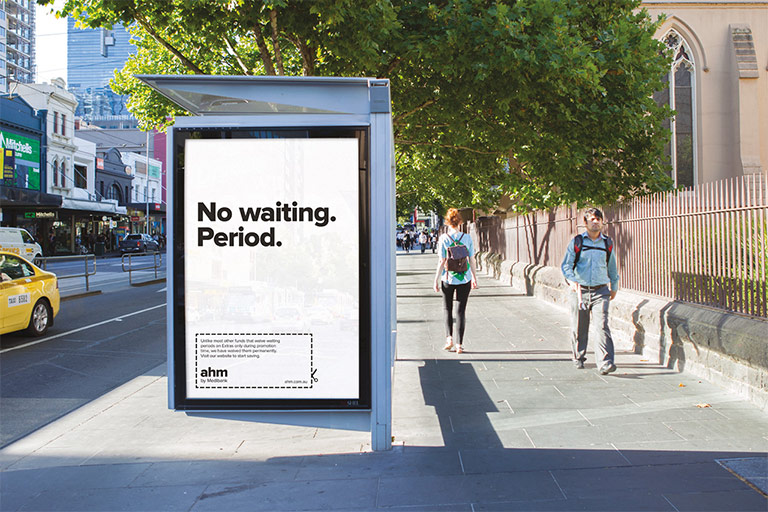 Mitchells
No waiting.
Period.
Unlike most other funds that waive waiting
periods on Extras only during promotion
time, we have waived them permanently.
Visit our website to start saving.
ahm
by Medibank
ahm.com.au
TAXI